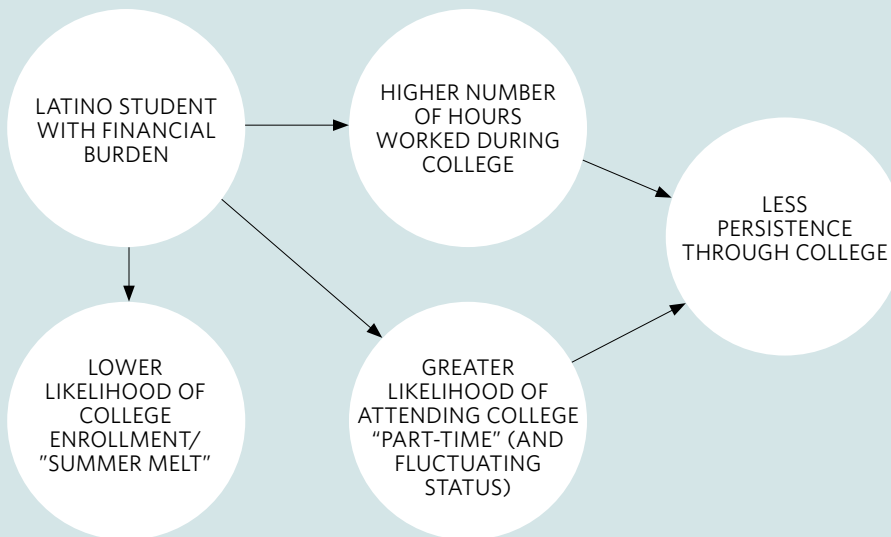 LATINO STUDENT
WITH FINANCIAL
BURDEN
HIGHER NUMBER
OF HOURS
WORKED DURING
COLLEGE
LESS
PERSISTENCE
THROUGH COLLEGE
LOWER
LIKELIHOOD OF
COLLEGE
ENROLLMENT/
"SUMMER MELT"
GREATER
LIKELIHOOD OF
ATTENDING COLLEGE
“PART-TIME” (AND
FLUCTUATING
STATUS)